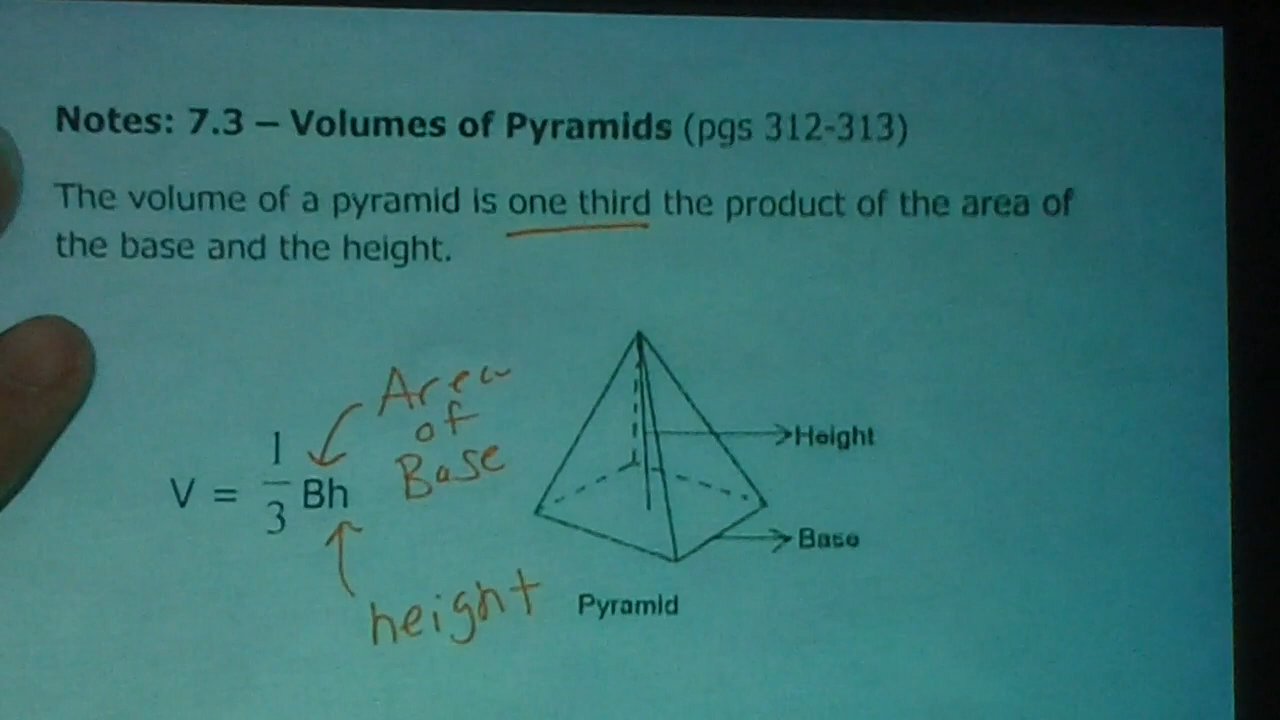 Notes: 7.3 – Volumes of Pyramids (pgs 312-313)
The volume of a pyramid is one third the product of the area of
the base and the height.
Area
of
Base
V = 1/3 Bh
height
Height
Base
Pyramid